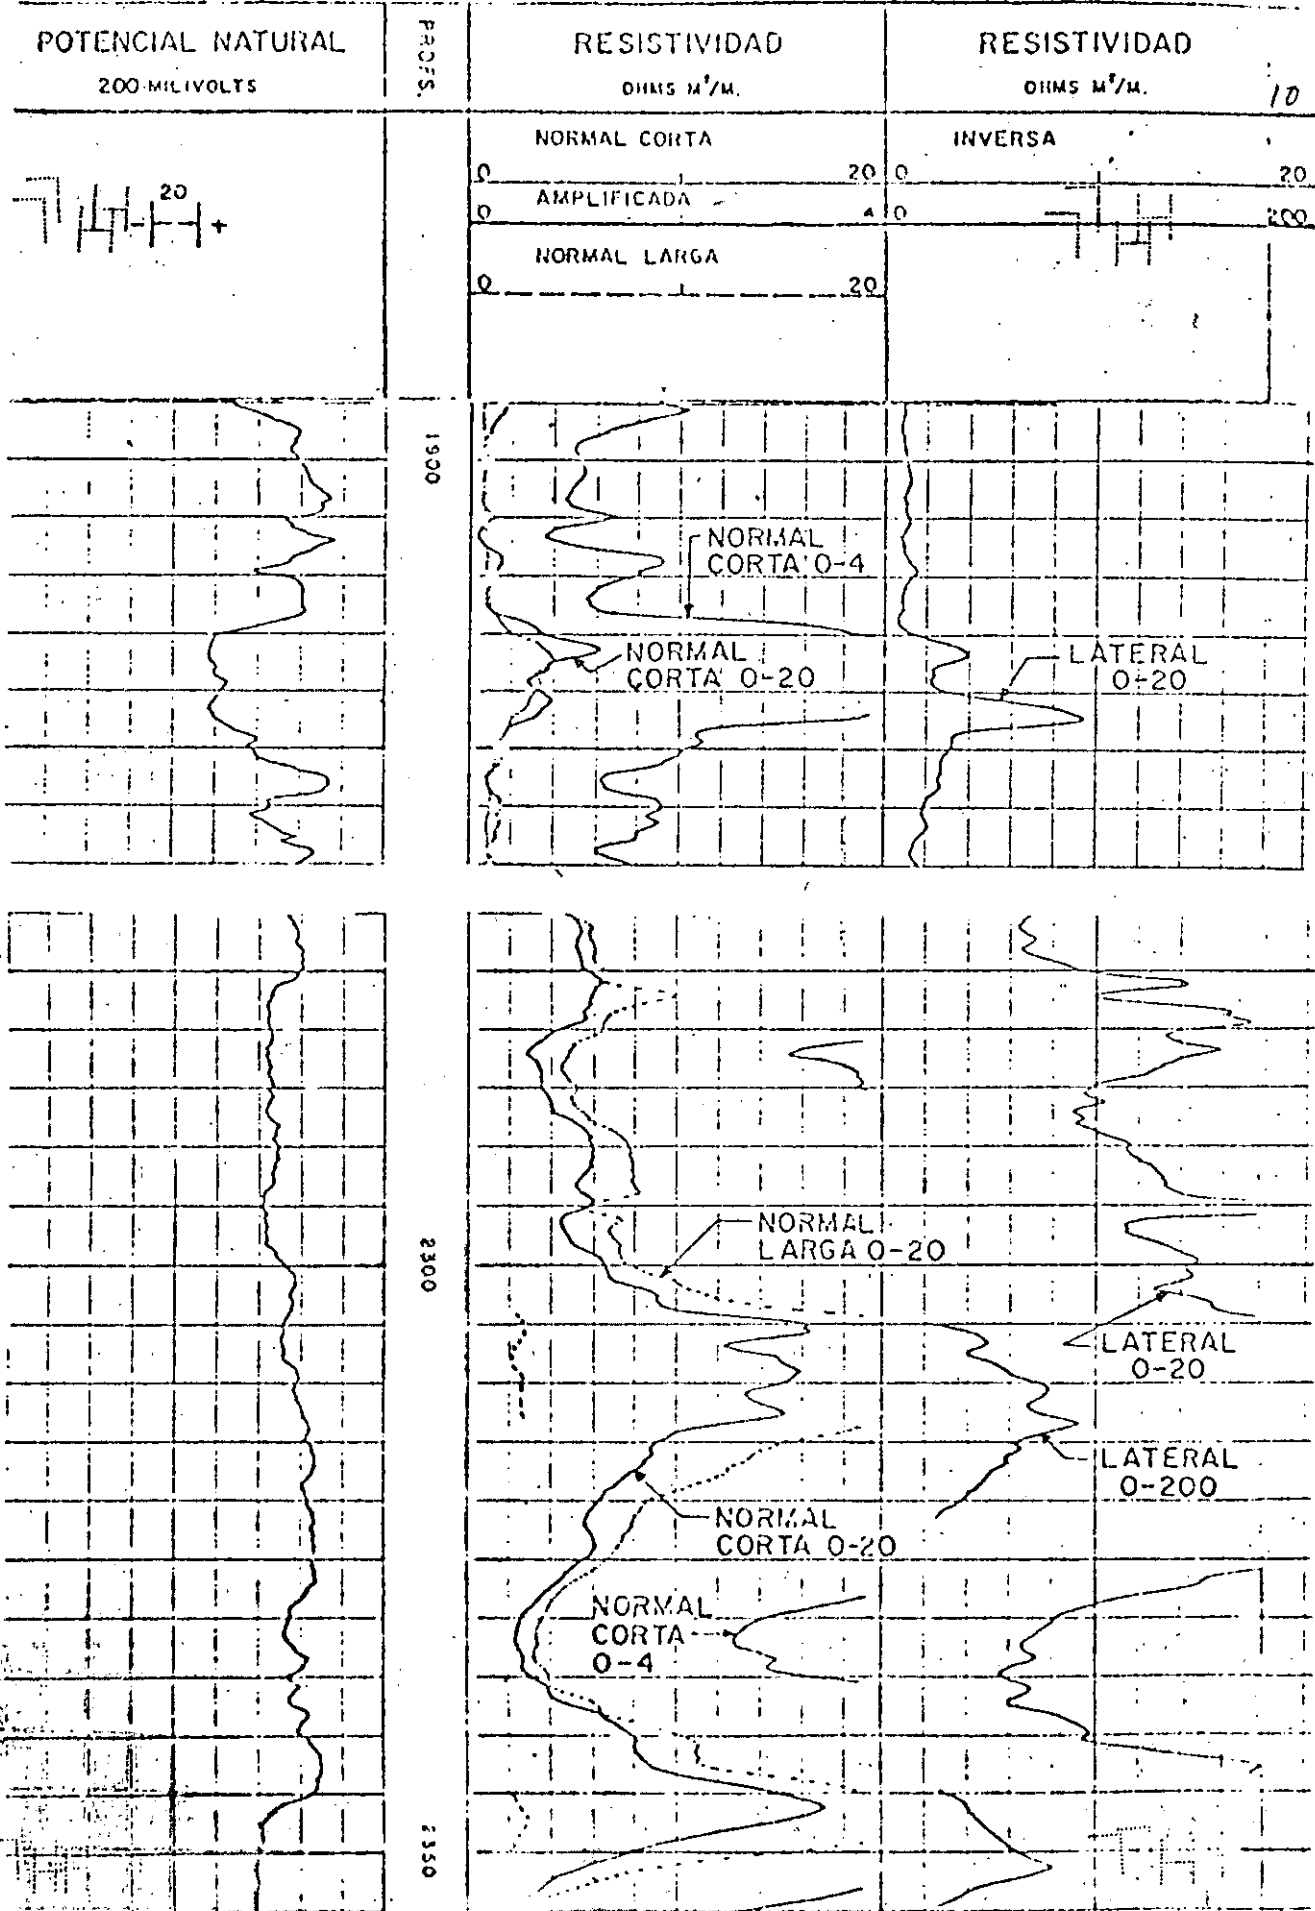 POTENCIAL NATURAL
200 MILIVOLTS
PROFS.
RESISTIVIDAD
OHMS M²/M.
RESISTIVIDAD
OHMS M²/M.
10
20
- +
NORMAL CORTA
0 20
AMPLIFICADA
0 4
NORMAL LARGA
0 20
INVERSA
0 20
0 200
1900
NORMAL
CORTA 0-4
NORMAL
CORTA 0-20
LATERAL
0-20
2300
NORMAL
LARGA 0-20
LATERAL
0-20
LATERAL
0-200
NORMAL
CORTA 0-20
NORMAL
CORTA
0-4
2350